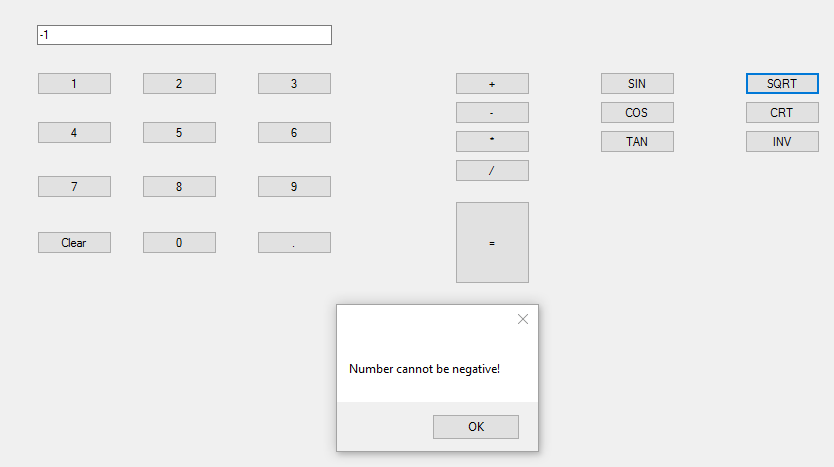 -1
1 2 3 + SIN SQRT
- COS CRT
4 5 6 * TAN INV
/
7 8 9
Clear 0 . =
Number cannot be negative!
OK